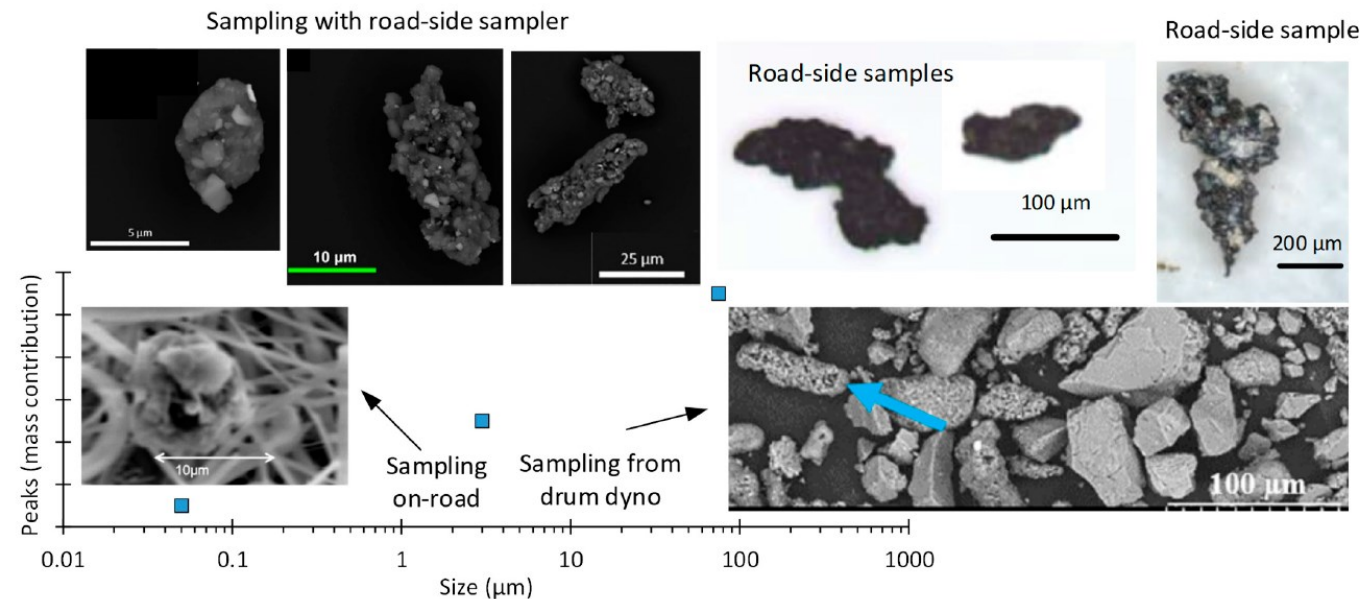 Sampling with road-side sampler
Road-side sample
Road-side samples
5 µm
10 µm
25 µm
100 µm
200 µm
Peaks (mass contribution)
10µm
Sampling
on-road
Sampling from
drum dyno
100 µm
0.01
0.1
1
10
100
1000
Size (µm)